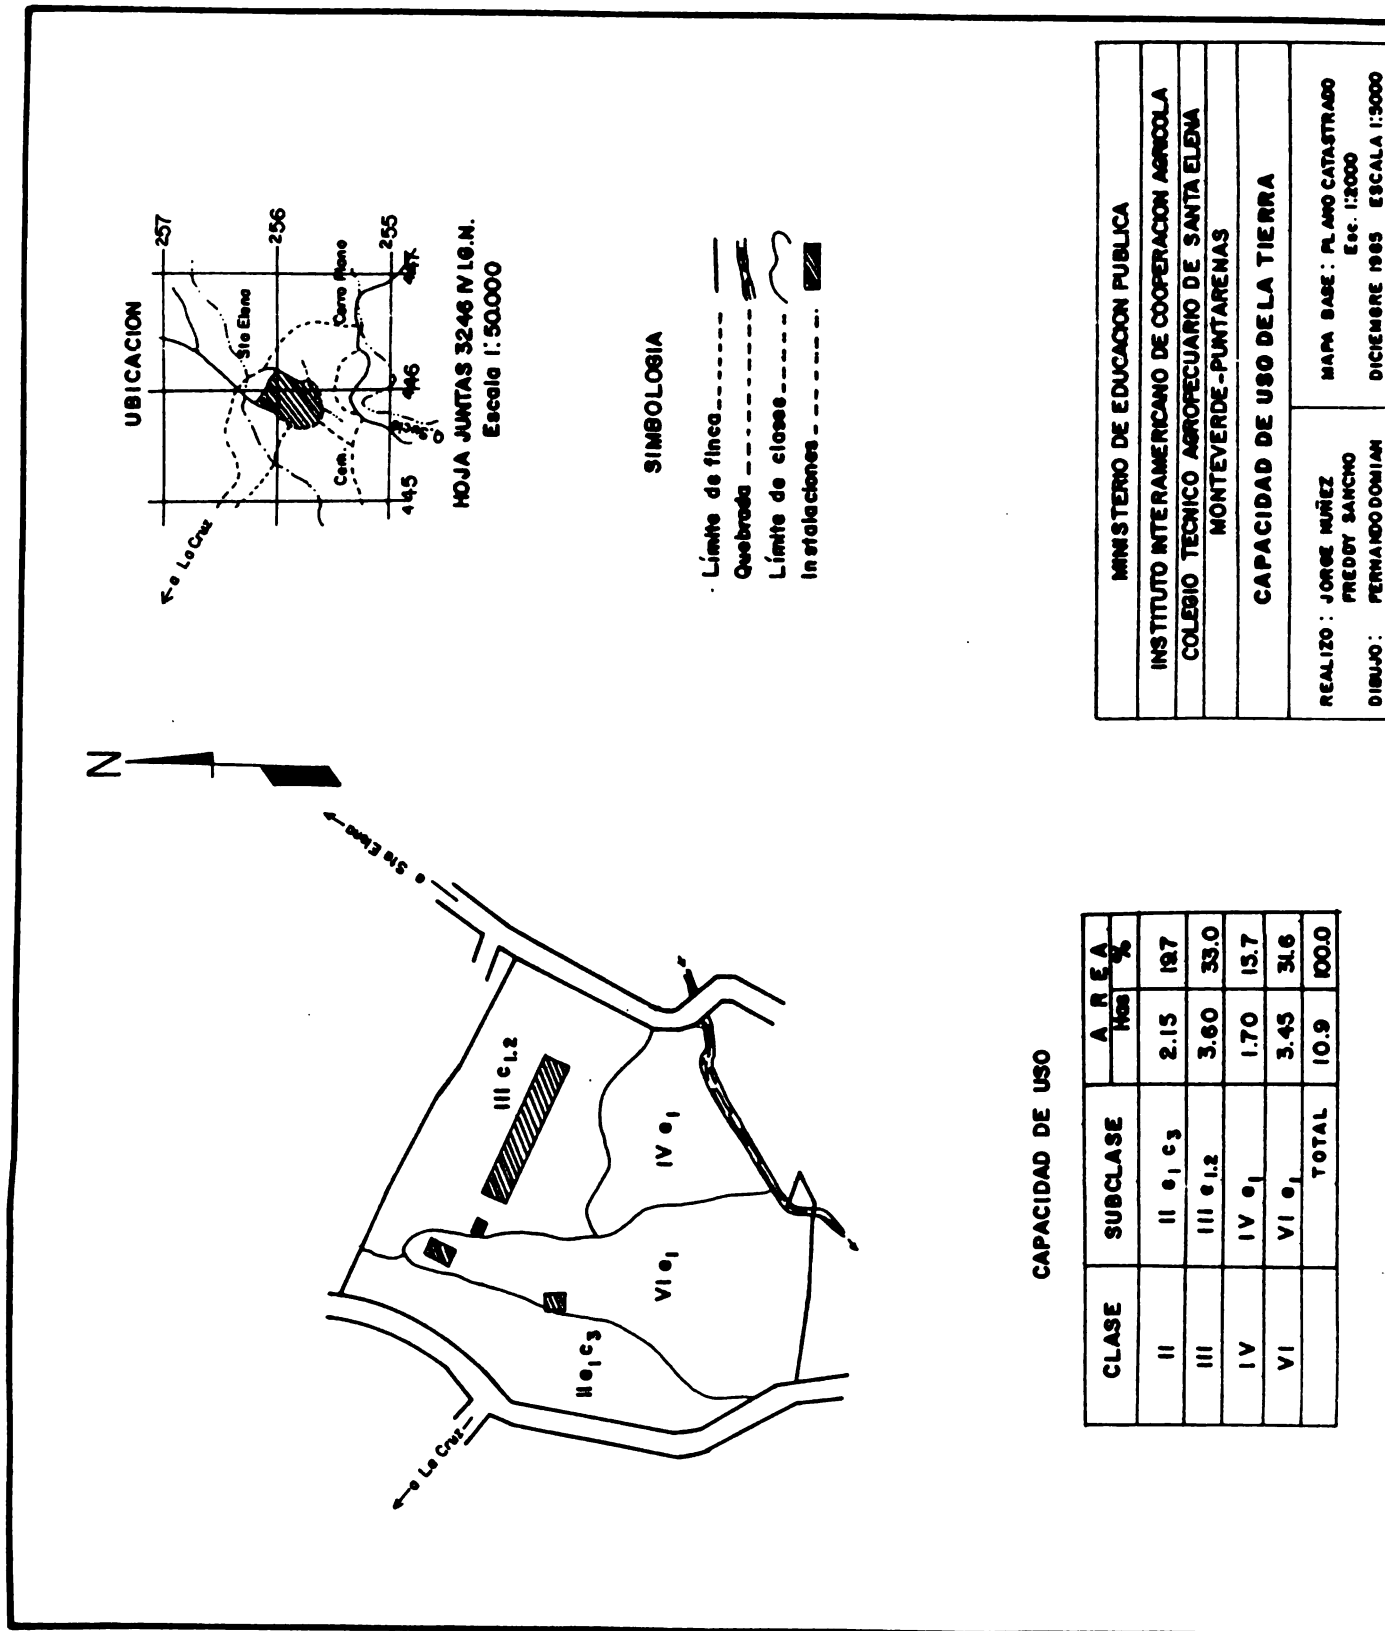 N
a Sta Elena
a La Cruz
III c1.2
IV e1
VI e1
II e1 c3
UBICACION
257
256
255
445
446
447
Sta Elena
Cerro Plano
Cem.
a La Cruz
HOJA JUNTAS 3246 IV I.G.N.
Escala 1:50.000
SIMBOLOGIA
Límite de finca
Quebrada
Límite de clases
Instalaciones
CAPACIDAD DE USO
CLASE SUBCLASE AREA
Has %
II II e1 c3 2.15 19.7
III III e1.2 3.60 33.0
IV IV e1 1.70 15.7
VI VI e1 3.45 31.6
TOTAL 10.9 100.0
MINISTERIO DE EDUCACION PUBLICA
INSTITUTO INTERAMERICANO DE COOPERACION AGRICOLA
COLEGIO TECNICO AGROPECUARIO DE SANTA ELENA
MONTEVERDE-PUNTARENAS
CAPACIDAD DE USO DE LA TIERRA
REALIZO: JORGE NUÑEZ
FREDDY SANCHO
DIBUJO: FERNANDO DOMIAN
MAPA BASE: PLANO CATASTRADO
Esc. 1:2000
DICIEMBRE 1985 ESCALA 1:3000